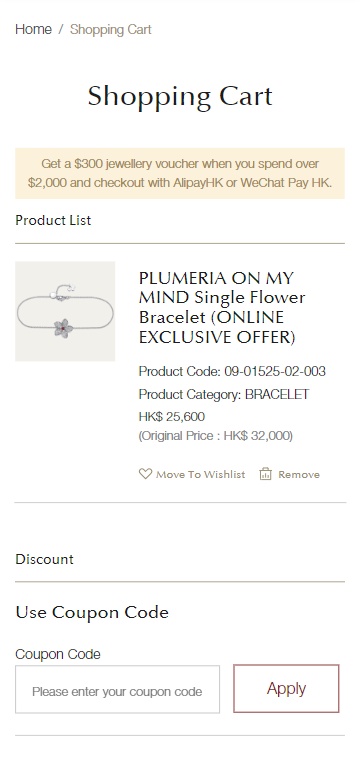 Home / Shopping Cart
Shopping Cart
Get a $300 jewellery voucher when you spend over
$2,000 and checkout with AlipayHK or WeChat Pay HK.
Product List
PLUMERIA ON MY
MIND Single Flower
Bracelet (ONLINE
EXCLUSIVE OFFER)
Product Code: 09-01525-02-003
Product Category: BRACELET
HK$ 25,600
(Original Price : HK$ 32,000)
Move To Wishlist Remove
Discount
Use Coupon Code
Coupon Code
Please enter your coupon code Apply